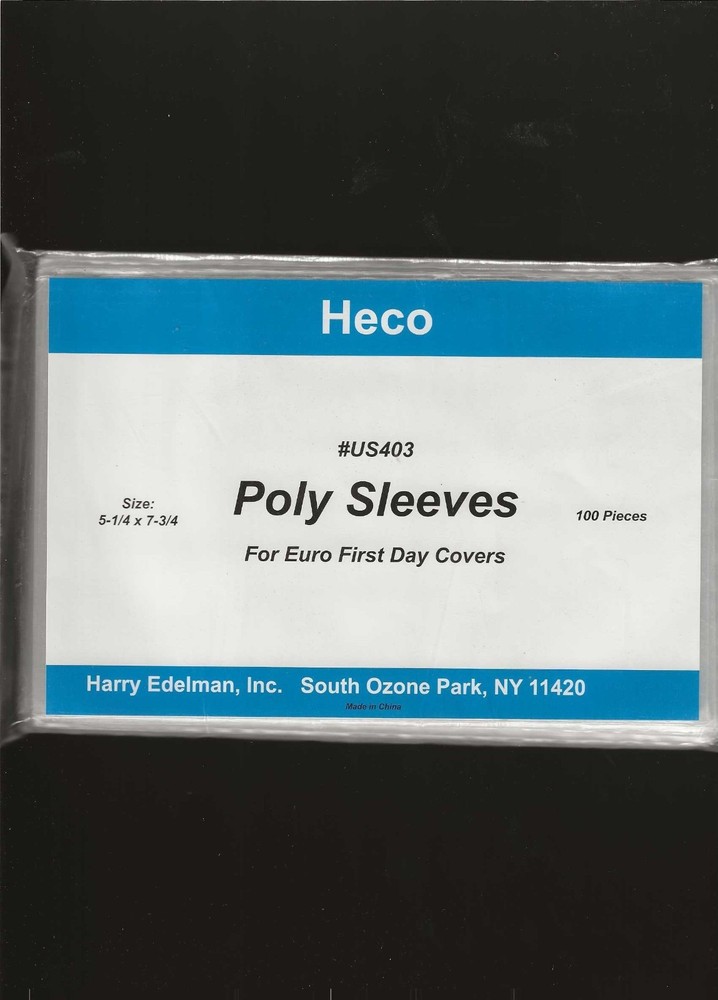 Heco
#US403
Poly Sleeves
Size:
5-1/4 x 7-3/4
100 Pieces
For Euro First Day Covers
Harry Edelman, Inc. South Ozone Park, NY 11420
Made in China